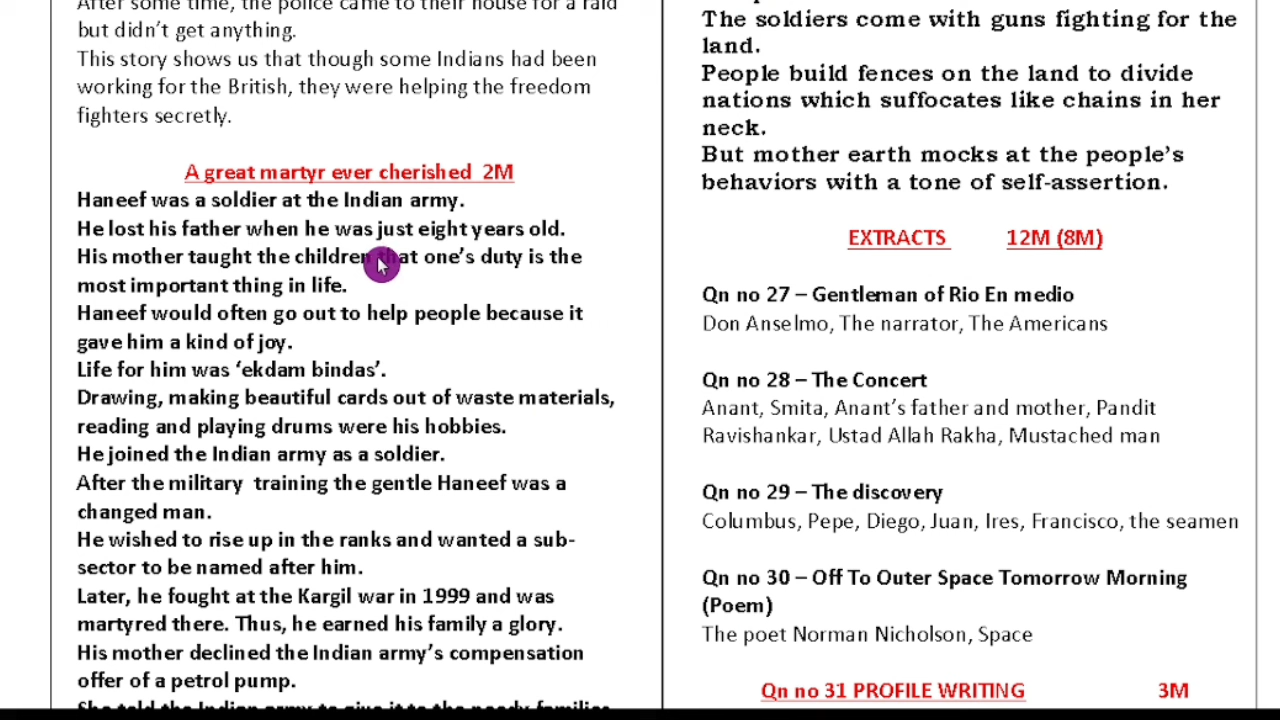 After some time, the police came to their house for a raid
but didn't get anything.
This story shows us that though some Indians had been
working for the British, they were helping the freedom
fighters secretly.
A great martyr ever cherished 2M
Haneef was a soldier at the Indian army.
He lost his father when he was just eight years old.
His mother taught the children that one's duty is the
most important thing in life.
Haneef would often go out to help people because it
gave him a kind of joy.
Life for him was 'ekdam bindas'.
Drawing, making beautiful cards out of waste materials,
reading and playing drums were his hobbies.
He joined the Indian army as a soldier.
After the military training the gentle Haneef was a
changed man.
He wished to rise up in the ranks and wanted a sub-
sector to be named after him.
Later, he fought at the Kargil war in 1999 and was
martyred there. Thus, he earned his family a glory.
His mother declined the Indian army's compensation
offer of a petrol pump.
She told the Indian army to give it to the needy families
The soldiers come with guns fighting for the
land.
People build fences on the land to divide
nations which suffocates like chains in her
neck.
But mother earth mocks at the people's
behaviors with a tone of self-assertion.
EXTRACTS 12M (8M)
Qn no 27 – Gentleman of Rio En medio
Don Anselmo, The narrator, The Americans
Qn no 28 – The Concert
Anant, Smita, Anant's father and mother, Pandit
Ravishankar, Ustad Allah Rakha, Mustached man
Qn no 29 – The discovery
Columbus, Pepe, Diego, Juan, Ires, Francisco, the seamen
Qn no 30 – Off To Outer Space Tomorrow Morning
(Poem)
The poet Norman Nicholson, Space
Qn no 31 PROFILE WRITING 3M